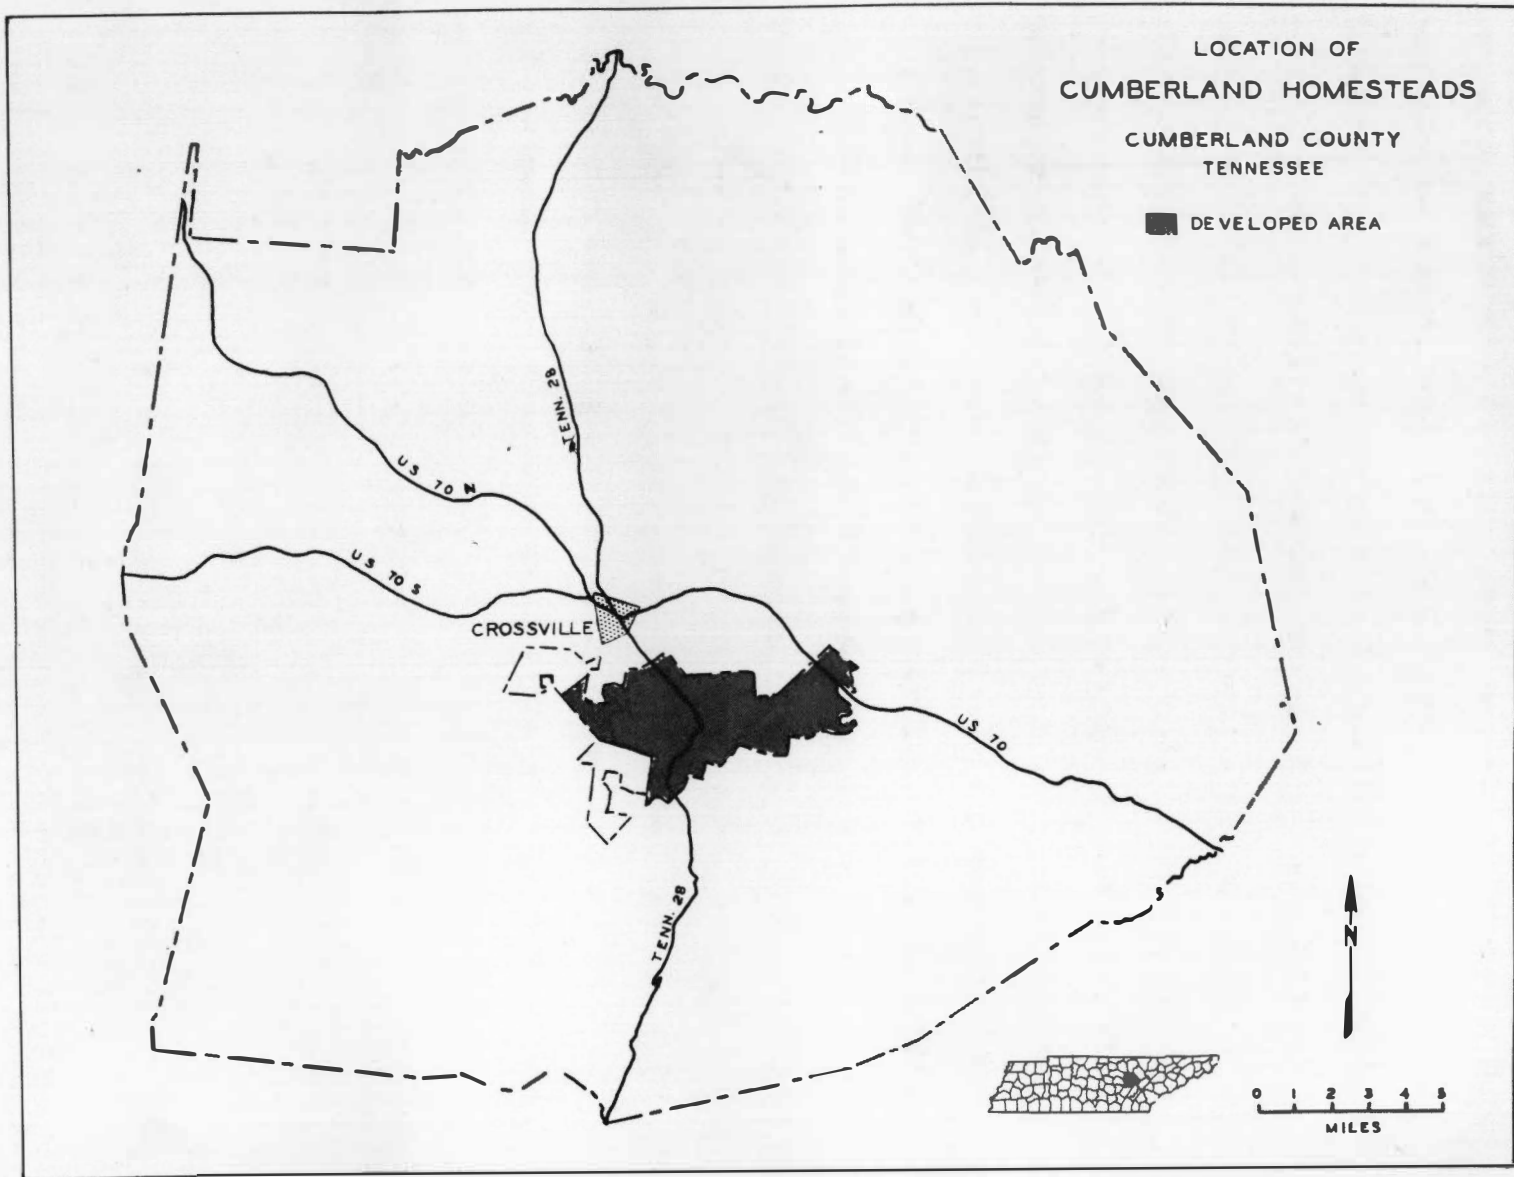 LOCATION OF
CUMBERLAND HOMESTEADS
CUMBERLAND COUNTY
TENNESSEE
DEVELOPED AREA
TENN. 28
US 70 N
US 70 S
CROSSVILLE
US 70
TENN. 28
N
0 1 2 3 4 5
MILES